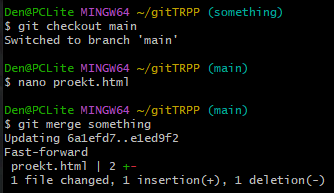 Den@PCLite MINGW64 ~/gitTRPP (something)
$ git checkout main
Switched to branch 'main'
Den@PCLite MINGW64 ~/gitTRPP (main)
$ nano proekt.html
Den@PCLite MINGW64 ~/gitTRPP (main)
$ git merge something
Updating 6a1efd7..e1ed9f2
Fast-forward
 proekt.html | 2 +-
 1 file changed, 1 insertion(+), 1 deletion(-)